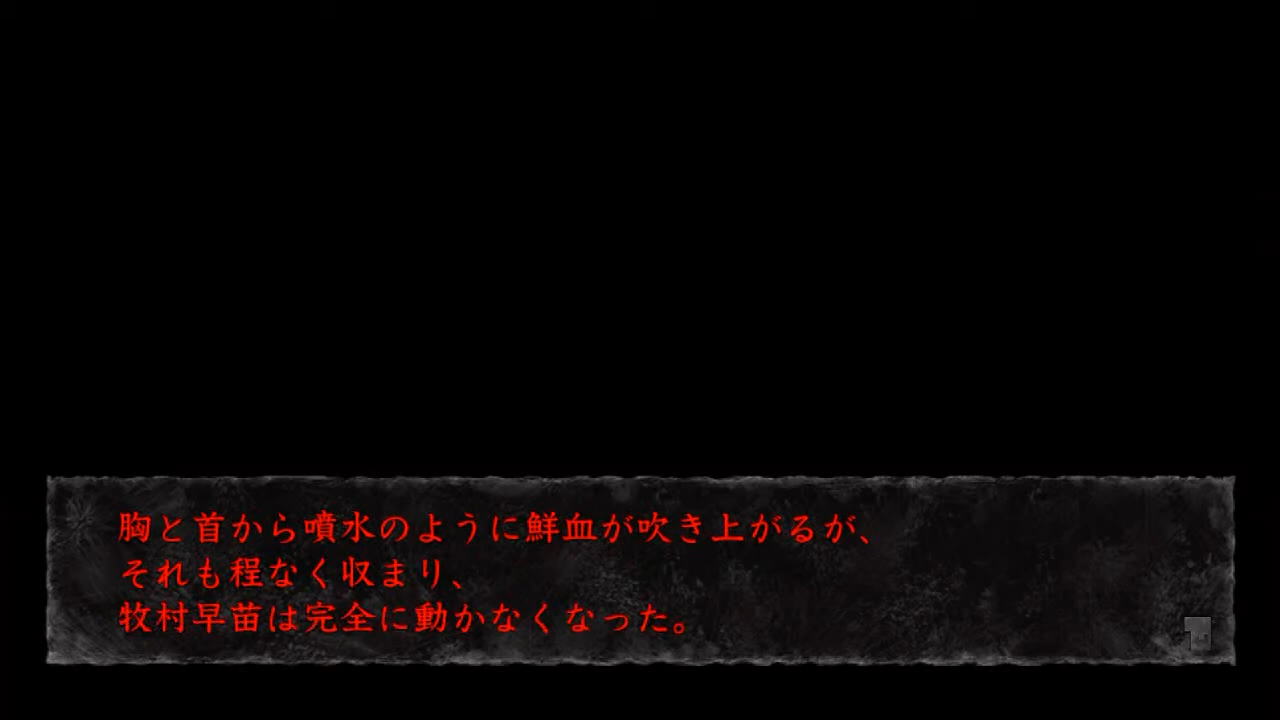 胸と首から噴水のように鮮血が吹き上がるが、
それも程なく収まり、
牧村早苗は完全に動かなくなった。